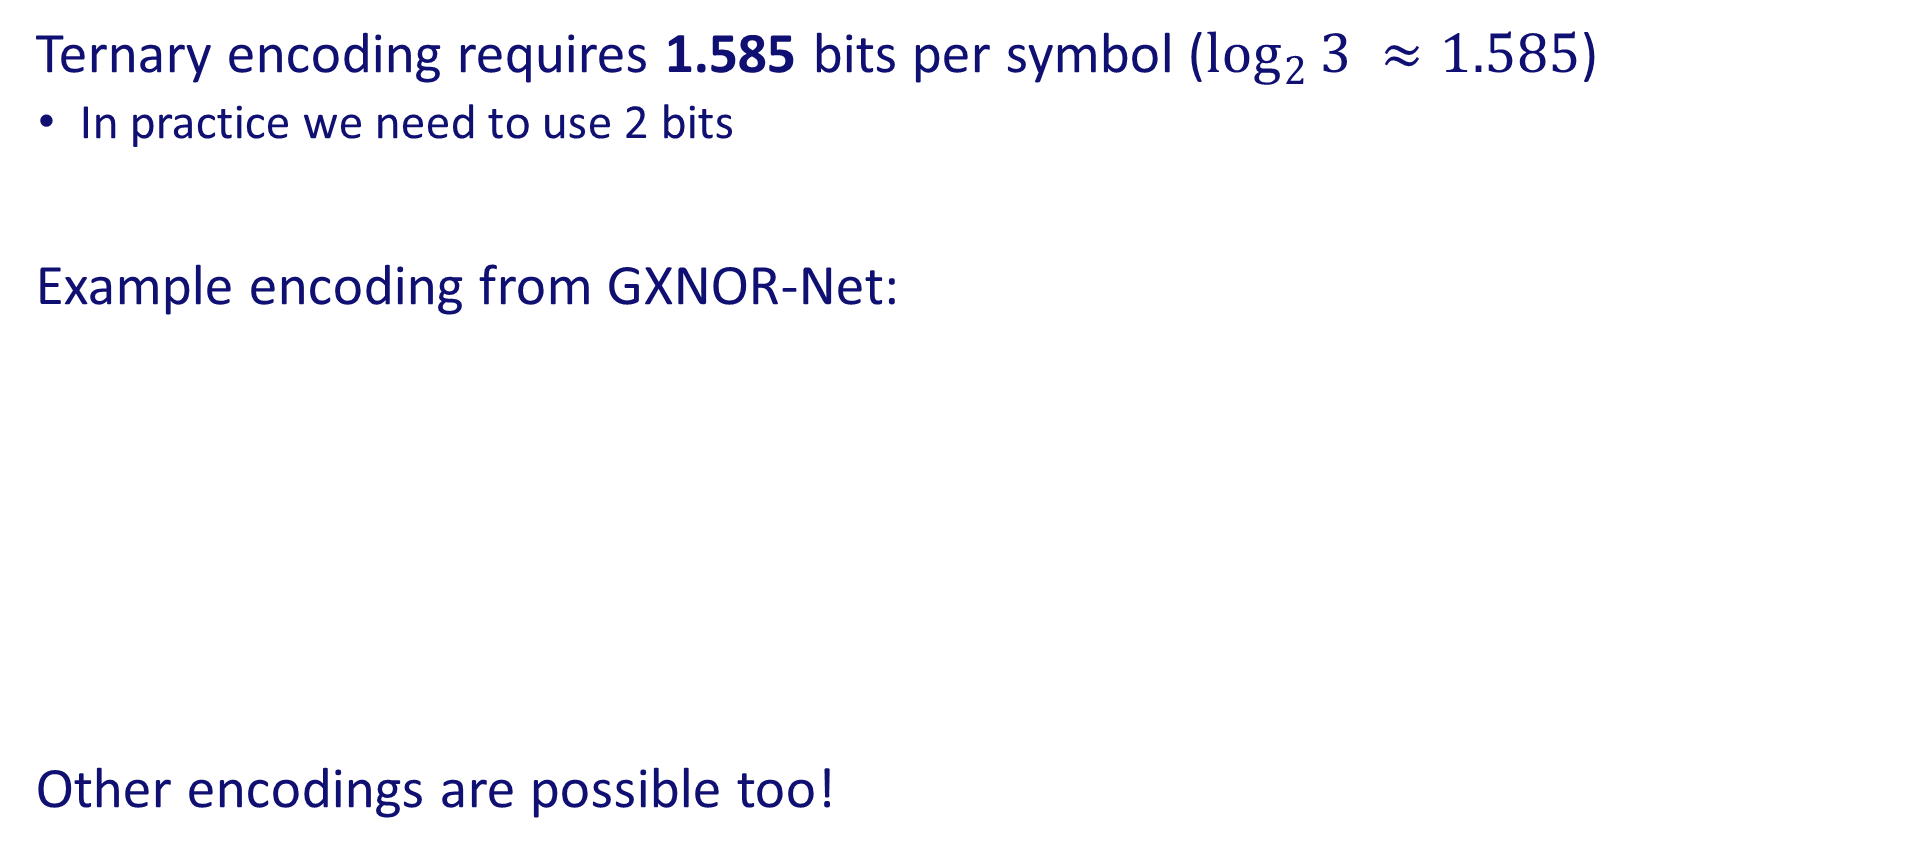 Ternary encoding requires 1.585 bits per symbol (log₂ 3 ≈ 1.585)
• In practice we need to use 2 bits
Example encoding from GXNOR-Net:
Other encodings are possible too!